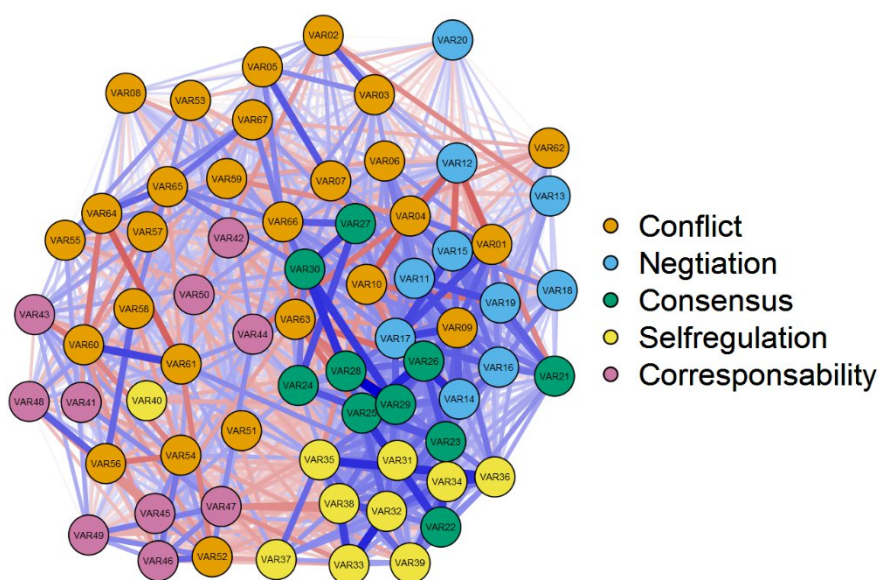 VAR02
VAR20
VAR05
VAR08
VAR53
VAR03
VAR67
VAR62
VAR06
VAR12
VAR59
VAR07
VAR65
VAR13
VAR64
VAR66
VAR27
VAR04
VAR57
VAR55
VAR42
VAR15
VAR01
VAR30
VAR11
VAR10
VAR50
VAR18
VAR19
VAR58
VAR43
VAR63
VAR09
VAR44
VAR17
VAR60
VAR61
VAR26
VAR16
VAR28
VAR21
VAR24
VAR48
VAR41
VAR40
VAR29
VAR14
VAR25
VAR51
VAR23
VAR54
VAR35
VAR31
VAR56
VAR34
VAR36
VAR38
VAR47
VAR45
VAR32
VAR22
VAR49
VAR46
VAR52
VAR37
VAR33
VAR39
Conflict
Negtiation
Consensus
Selfregulation
Corresponsability